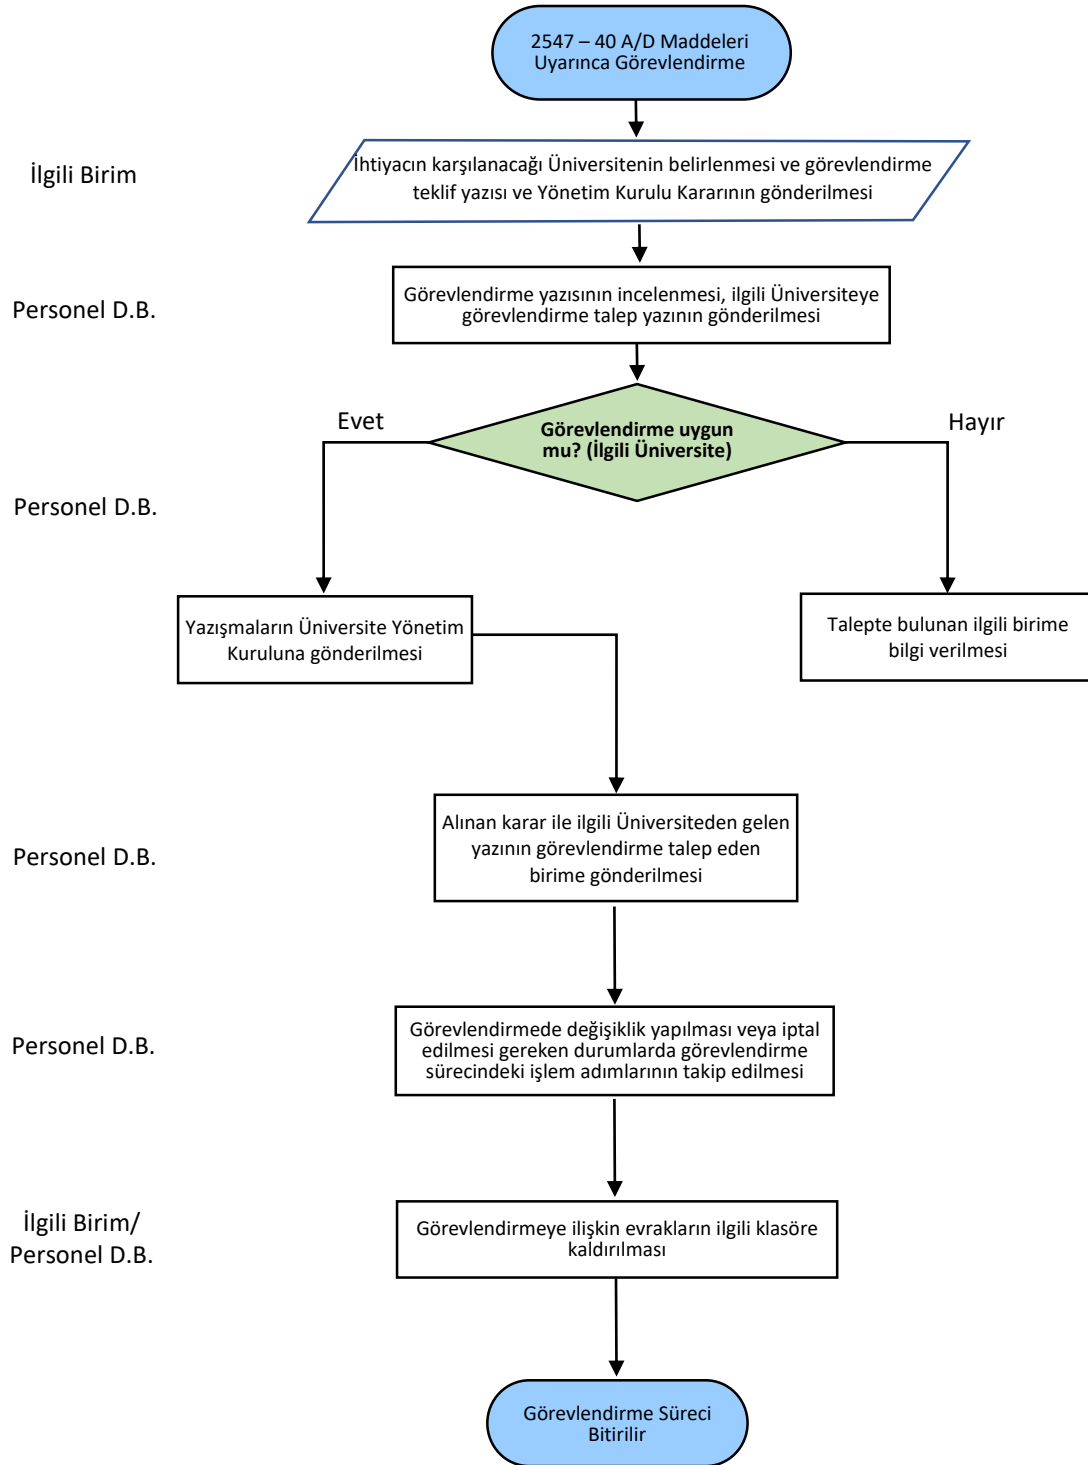 2547 – 40 A/D Maddeleri
Uyarınca Görevlendirme
İlgili Birim
İhtiyacın karşılanacağı Üniversitenin belirlenmesi ve görevlendirme
teklif yazısı ve Yönetim Kurulu Kararının gönderilmesi
Personel D.B.
Görevlendirme yazısının incelenmesi, ilgili Üniversiteye
görevlendirme talep yazının gönderilmesi
Evet
Hayır
Görevlendirme uygun
mu? (İlgili Üniversite)
Personel D.B.
Yazışmaların Üniversite Yönetim
Kuruluna gönderilmesi
Talepte bulunan ilgili birime
bilgi verilmesi
Personel D.B.
Alınan karar ile ilgili Üniversiteden gelen
yazının görevlendirme talep eden
birime gönderilmesi
Personel D.B.
Görevlendirmede değişiklik yapılması veya iptal
edilmesi gereken durumlarda görevlendirme
sürecindeki işlem adımlarının takip edilmesi
İlgili Birim/
Personel D.B.
Görevlendirmeye ilişkin evrakların ilgili klasöre
kaldırılması
Görevlendirme Süreci
Bitirilir